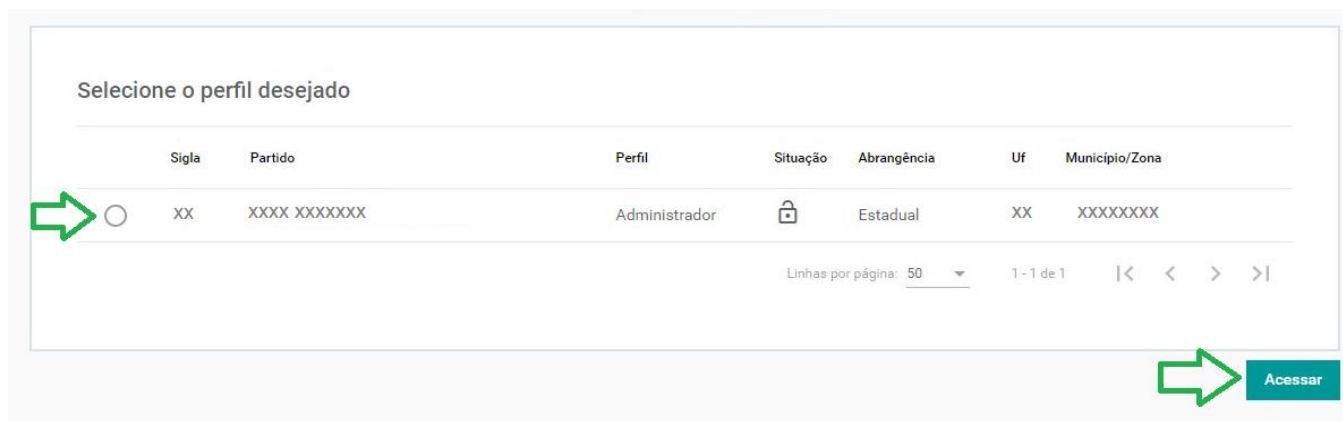 Selecione o perfil desejado
Sigla Partido Perfil Situação Abrangência Uf Município/Zona
XX XXXX XXXXXXX Administrador Estadual XX XXXXXXXX
Linhas por página: 50 1 - 1 de 1
Acessar